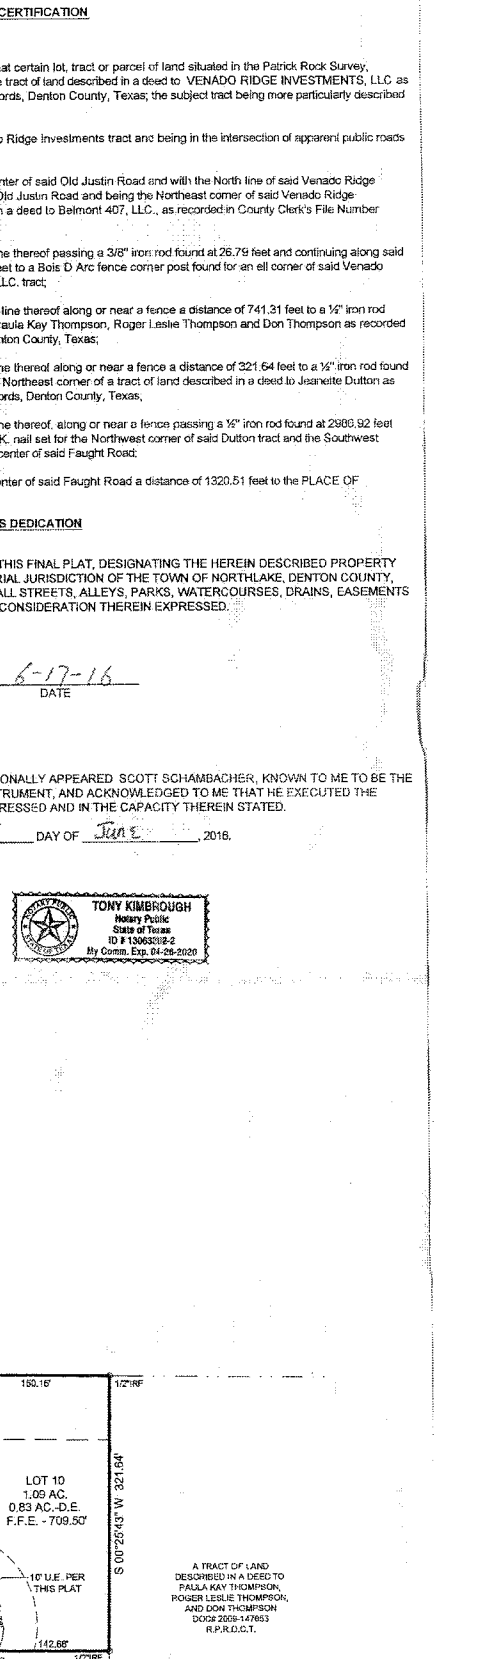 CERTIFICATION
at certain lot, tract or parcel of land situated in the Patrick Rock Survey,
tract of land described in a deed to VENADO RIDGE INVESTMENTS, LLC as
ords, Denton County, Texas; the subject tract being more particularly described
Ridge Investments tract and being in the intersection of apparent public roads
nter of said Old Justin Road and with the North line of said Venado Ridge
Old Justin Road and being the Northeast corner of said Venado Ridge
n a deed to Belmont 407, LLC., as recorded in County Clerk's File Number
ne thereof passing a 3/8" iron rod found at 26.79 feet and continuing along said
eet to a Bois D Arc fence corner post found for an ell corner of said Venado
LLC. tract;
line thereof along or near a fence a distance of 741.31 feet to a ½" iron rod
aula Kay Thompson, Roger Leslie Thompson and Don Thompson as recorded
nton County, Texas;
ne thereof along or near a fence a distance of 321.64 feet to a ½" iron rod found
Northeast corner of a tract of land described in a deed to Jeanette Dutton as
ords, Denton County, Texas;
ne thereof, along or near a fence passing a ½" iron rod found at 2986.92 feet
K. nail set for the Northwest corner of said Dutton tract and the Southwest
center of said Faught Road;
nter of said Faught Road a distance of 1320.51 feet to the PLACE OF
S DEDICATION
THIS FINAL PLAT, DESIGNATING THE HEREIN DESCRIBED PROPERTY
RIAL JURISDICTION OF THE TOWN OF NORTHLAKE, DENTON COUNTY,
ALL STREETS, ALLEYS, PARKS, WATERCOURSES, DRAINS, EASEMENTS
CONSIDERATION THEREIN EXPRESSED.
6-17-16
DATE
ONALLY APPEARED SCOTT SCHAMBACHER, KNOWN TO ME TO BE THE
TRUMENT, AND ACKNOWLEDGED TO ME THAT HE EXECUTED THE
RESSED AND IN THE CAPACITY THEREIN STATED.
DAY OF June, 2016.
NOTARY PUBLIC
STATE OF TEXAS
TONY KIMBROUGH
Notary Public
State of Texas
ID #
My Comm. Exp. 04-26-2020
150.16'
1/2"IRF
S 00°25'43" W 321.64'
LOT 10
1.09 AC.
0.83 AC.-D.E.
F.F.E. - 709.50'
10' U.E. PER
THIS PLAT
142.68'
1/2"IRF
A TRACT OF LAND
DESCRIBED IN A DEED TO
PAULA KAY THOMPSON,
ROGER LESLIE THOMPSON,
AND DON THOMPSON
DOC# 2009-147653
R.P.R.D.C.T.